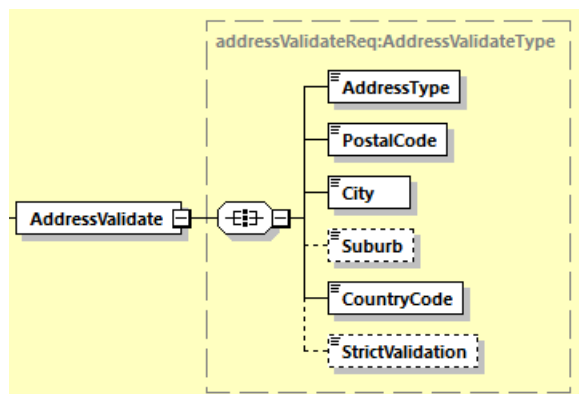 addressValidateReq:AddressValidateType
AddressType
PostalCode
City
AddressValidate
Suburb
CountryCode
StrictValidation